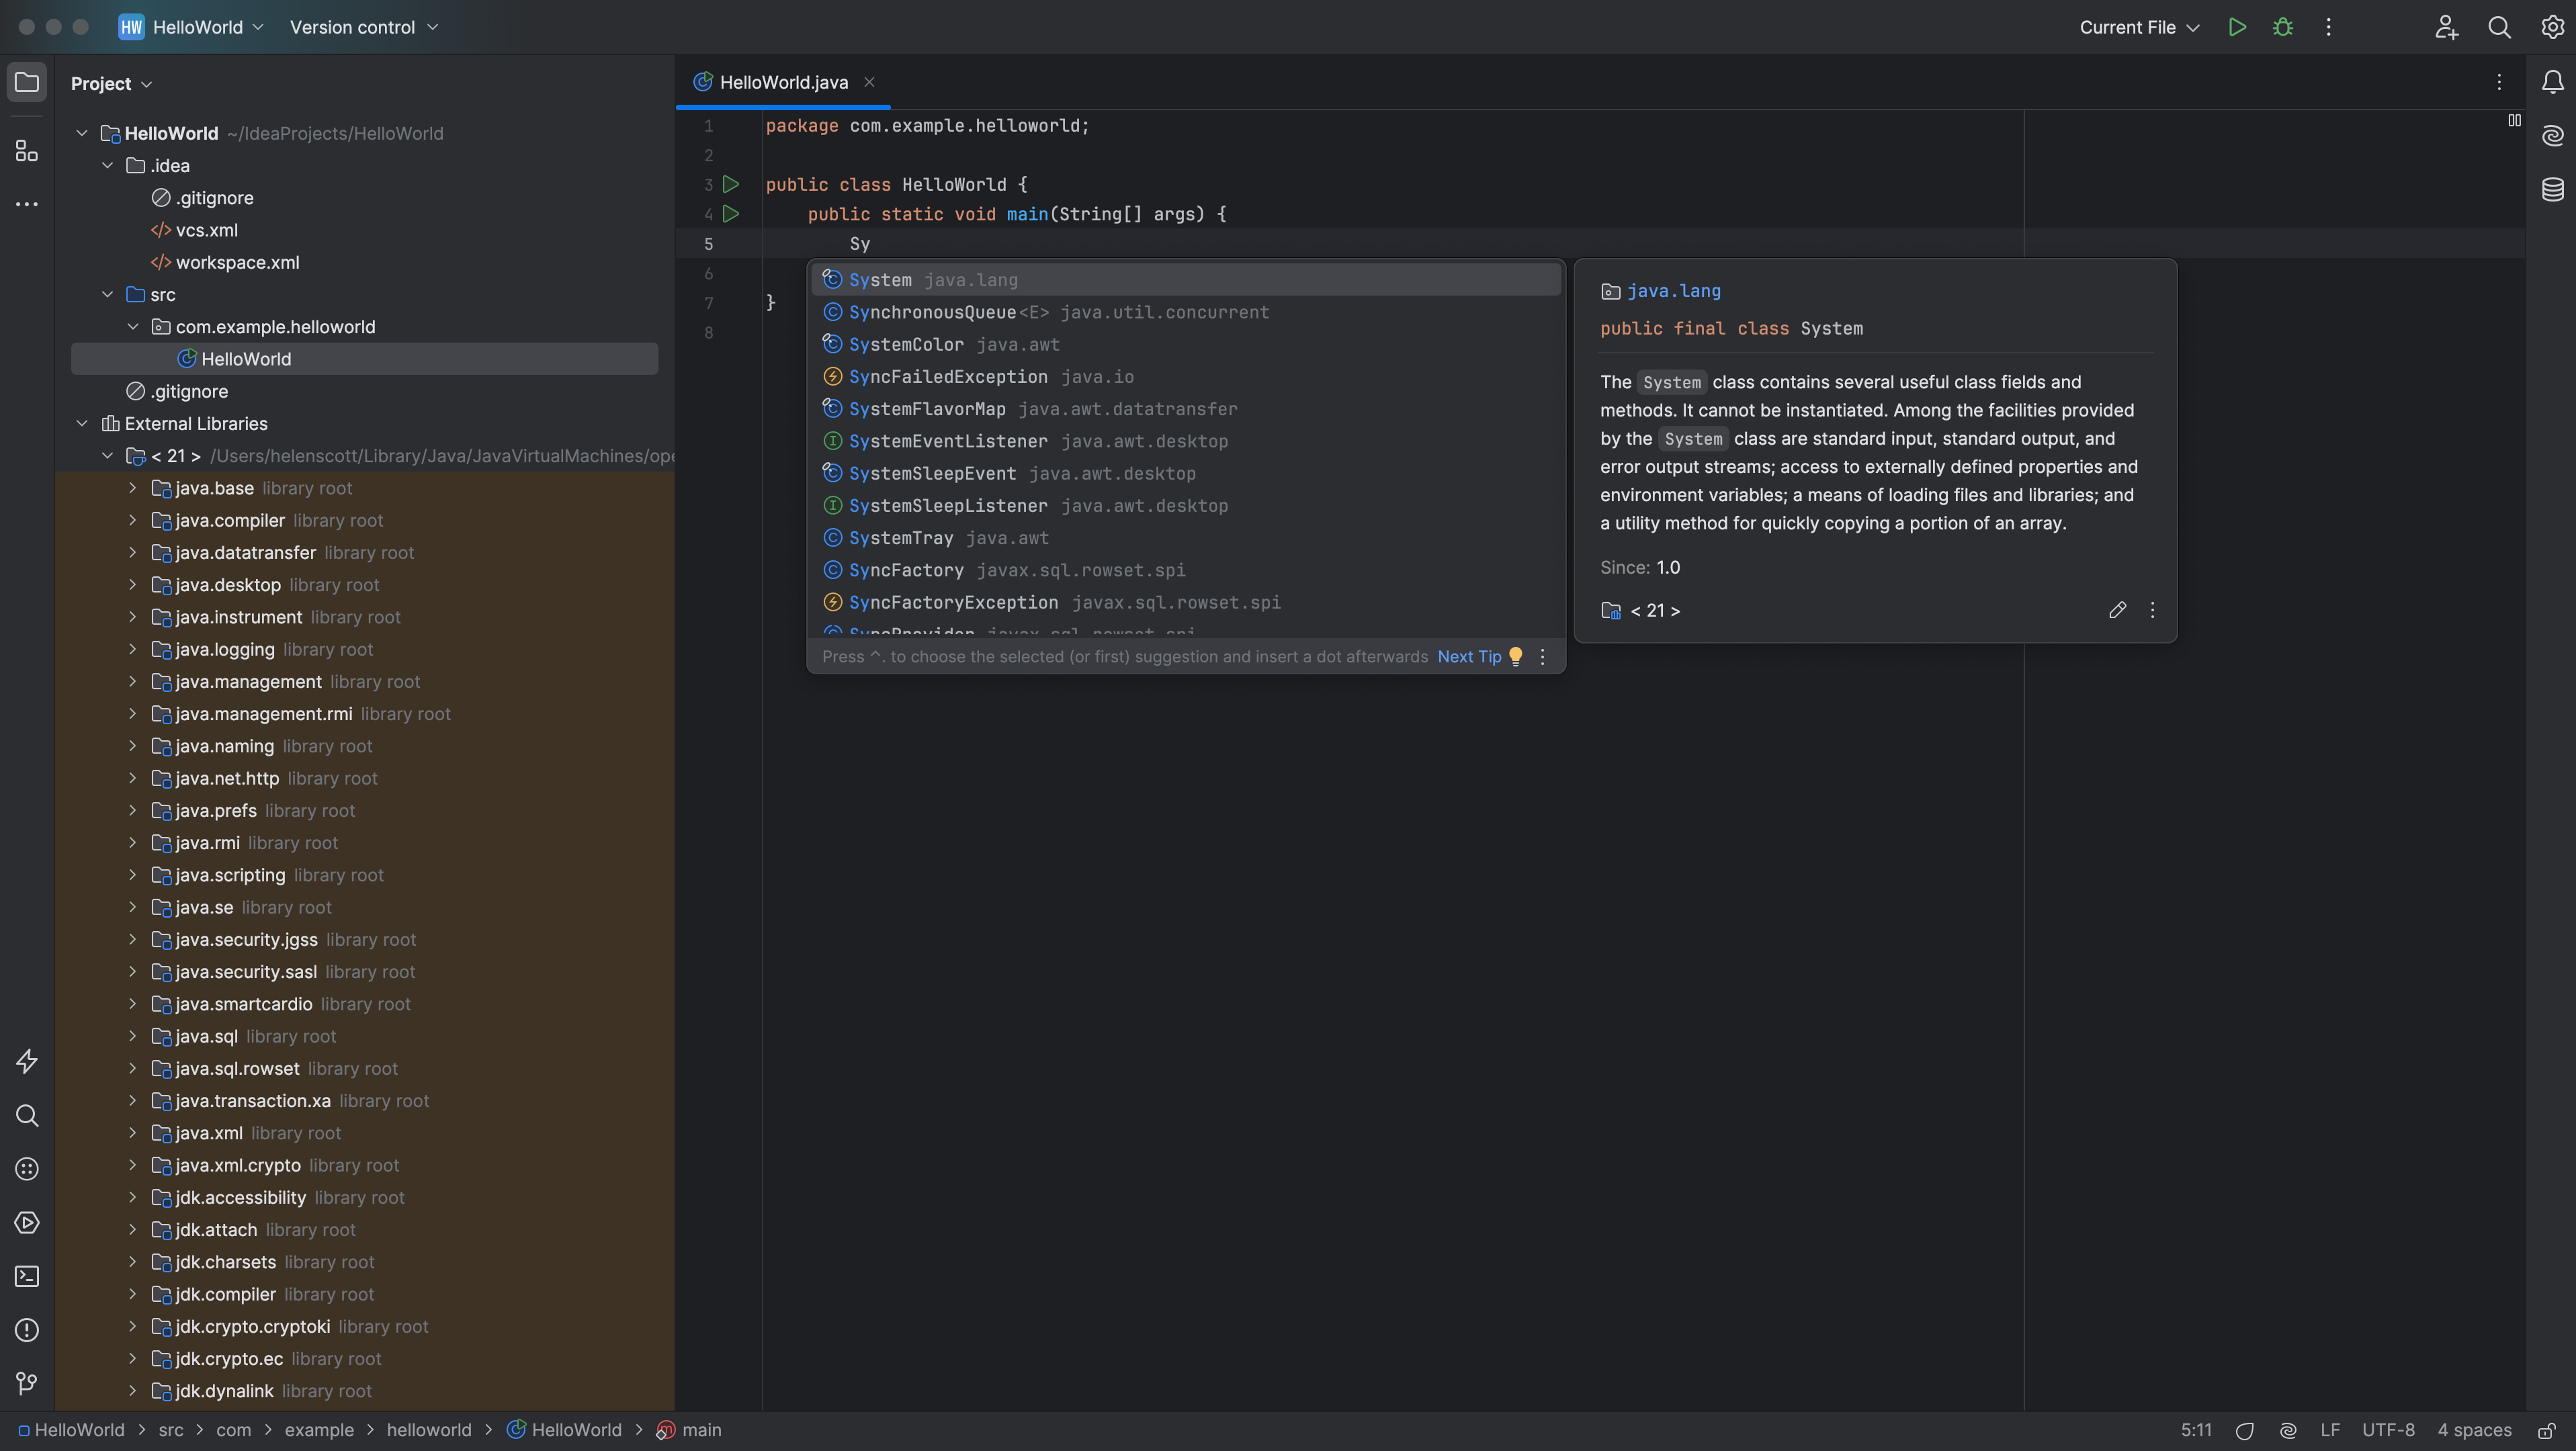 HW HelloWorld Version control Current File
Project
HelloWorld ~/IdeaProjects/HelloWorld
.idea
.gitignore
</> vcs.xml
</> workspace.xml
src
com.example.helloworld
HelloWorld
.gitignore
External Libraries
< 21 > /Users/helenscott/Library/Java/JavaVirtualMachines/ope
java.base library root
java.compiler library root
java.datatransfer library root
java.desktop library root
java.instrument library root
java.logging library root
java.management library root
java.management.rmi library root
java.naming library root
java.net.http library root
java.prefs library root
java.rmi library root
java.scripting library root
java.se library root
java.security.jgss library root
java.security.sasl library root
java.smartcardio library root
java.sql library root
java.sql.rowset library root
java.transaction.xa library root
java.xml library root
java.xml.crypto library root
jdk.accessibility library root
jdk.attach library root
jdk.charsets library root
jdk.compiler library root
jdk.crypto.cryptoki library root
jdk.crypto.ec library root
jdk.dynalink library root
HelloWorld.java
1 package com.example.helloworld;
2
3 public class HelloWorld {
4 public static void main(String[] args) {
5 Sy
6
7 }
8
System java.lang
SynchronousQueue<E> java.util.concurrent
SystemColor java.awt
SyncFailedException java.io
SystemFlavorMap java.awt.datatransfer
SystemEventListener java.awt.desktop
SystemSleepEvent java.awt.desktop
SystemSleepListener java.awt.desktop
SystemTray java.awt
SyncFactory javax.sql.rowset.spi
SyncFactoryException javax.sql.rowset.spi
SyncProvider javax.sql.rowset.spi
Press ^. to choose the selected (or first) suggestion and insert a dot afterwards Next Tip
java.lang
public final class System
The System class contains several useful class fields and
methods. It cannot be instantiated. Among the facilities provided
by the System class are standard input, standard output, and
error output streams; access to externally defined properties and
environment variables; a means of loading files and libraries; and
a utility method for quickly copying a portion of an array.
Since: 1.0
< 21 >
HelloWorld > src > com > example > helloworld > HelloWorld > main
5:11 LF UTF-8 4 spaces